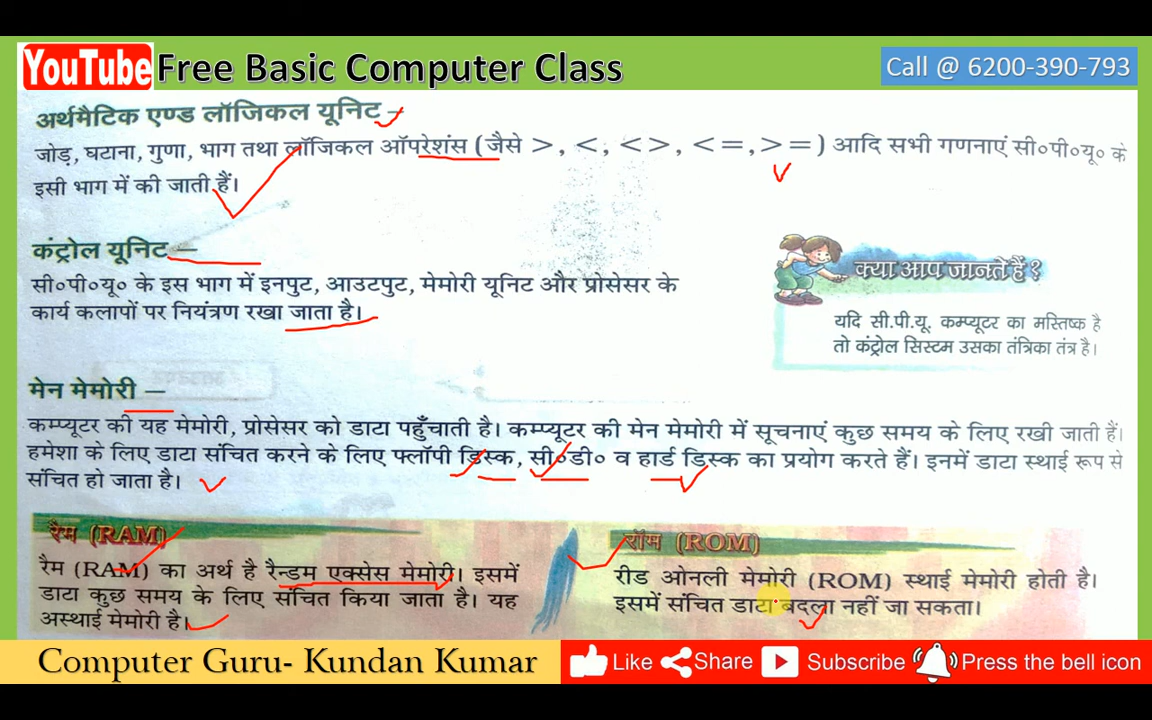 YouTube Free Basic Computer Class
Call @ 6200-390-793
अर्थमैटिक एण्ड लॉजिकल यूनिट –
जोड़, घटाना, गुणा, भाग तथा लॉजिकल ऑपरेशंस (जैसे >, <, < >, < =, > =) आदि सभी गणनाएं सी०पी०यू० के
इसी भाग में की जाती हैं।
कंट्रोल यूनिट –
सी०पी०यू० के इस भाग में इनपुट, आउटपुट, मेमोरी यूनिट और प्रोसेसर के
कार्य कलापों पर नियंत्रण रखा जाता है।
क्या आप जानते हैं ?
यदि सी.पी.यू. कम्प्यूटर का मस्तिष्क है
तो कंट्रोल सिस्टम उसका तंत्रिका तंत्र है।
मेन मेमोरी –
कम्प्यूटर की यह मेमोरी, प्रोसेसर को डाटा पहुँचाती है। कम्प्यूटर की मेन मेमोरी में सूचनाएं कुछ समय के लिए रखी जाती हैं।
हमेशा के लिए डाटा संचित करने के लिए फ्लॉपी डिस्क, सी०डी० व हार्ड डिस्क का प्रयोग करते हैं। इनमें डाटा स्थाई रूप से
संचित हो जाता है।
रैम (RAM)
रैम (RAM) का अर्थ है रैन्डम एक्सेस मेमोरी। इसमें
डाटा कुछ समय के लिए संचित किया जाता है। यह
अस्थाई मेमोरी है।
रॉम (ROM)
रीड ओनली मेमोरी (ROM) स्थाई मेमोरी होती है।
इसमें संचित डाटा बदला नहीं जा सकता।
Computer Guru- Kundan Kumar
Like Share Subscribe Press the bell icon